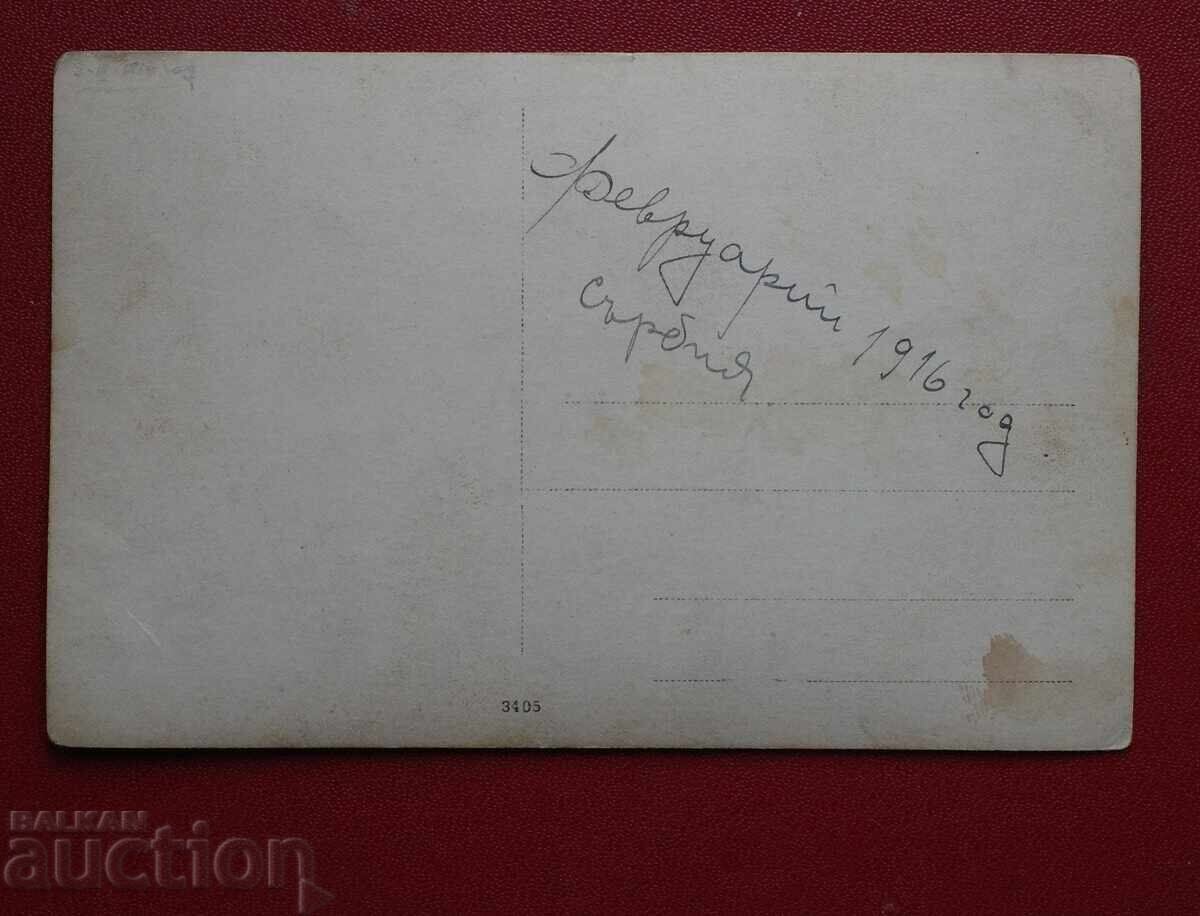 Февруарий 1916 год
Сърбия
3405
BALKAN
auction